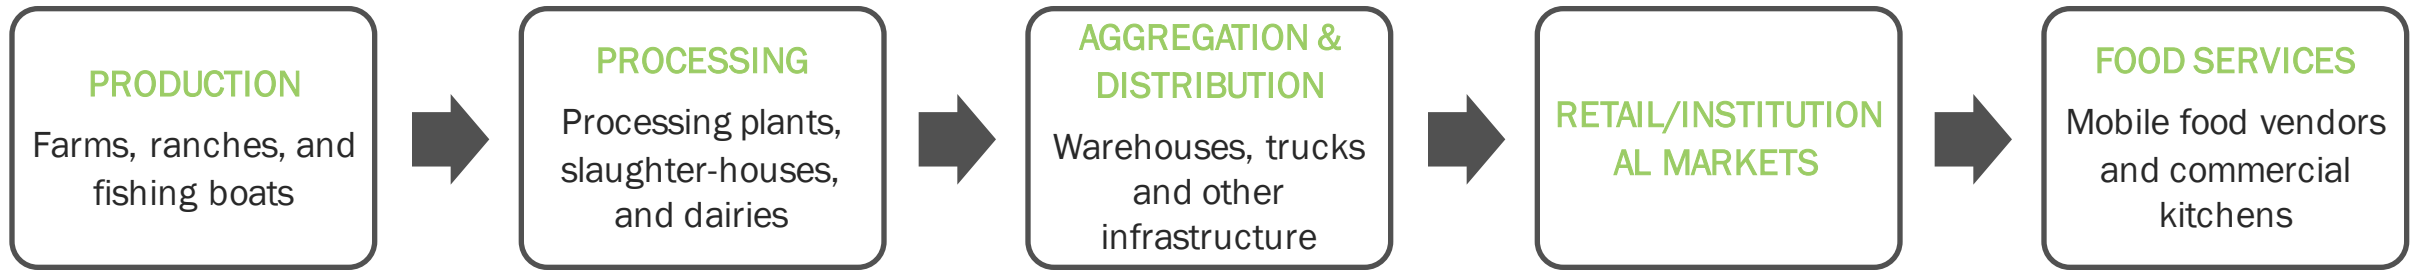 PRODUCTION
Farms, ranches, and
fishing boats
PROCESSING
Processing plants,
slaughter-houses,
and dairies
AGGREGATION &
DISTRIBUTION
Warehouses, trucks
and other
infrastructure
RETAIL/INSTITUTION
AL MARKETS
FOOD SERVICES
Mobile food vendors
and commercial
kitchens